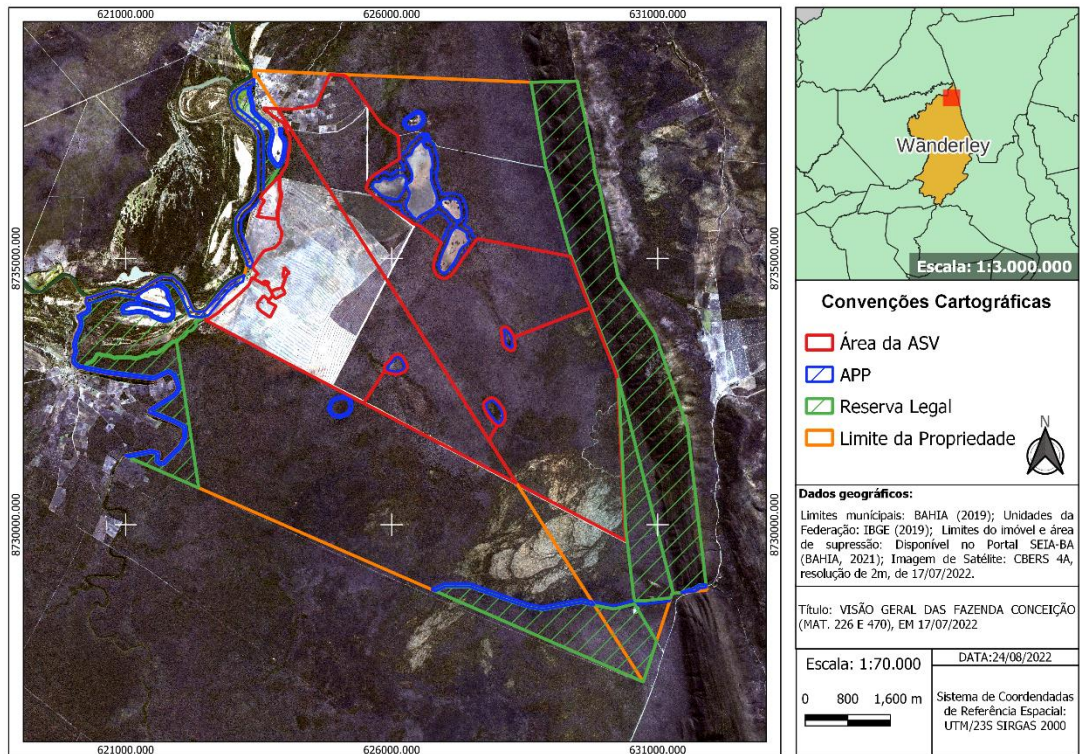 621000.000
626000.000
631000.000
8735000.000
8735000.000
8730000.000
8730000.000
621000.000
626000.000
631000.000
Wanderley
Escala: 1:3.000.000
Convenções Cartográficas
Área da ASV
APP
Reserva Legal
Limite da Propriedade
N
Dados geográficos:
Limites municípais: BAHIA (2019); Unidades da
Federação: IBGE (2019); Limites do imóvel e área
de supressão: Disponível no Portal SEIA-BA
(BAHIA, 2021); Imagem de Satélite: CBERS 4A,
resolução de 2m, de 17/07/2022.
Título: VISÃO GERAL DAS FAZENDA CONCEIÇÃO
(MAT. 226 E 470), EM 17/07/2022
Escala: 1:70.000
0 800 1,600 m
DATA:24/08/2022
Sistema de Coordendadas
de Referência Espacial:
UTM/23S SIRGAS 2000